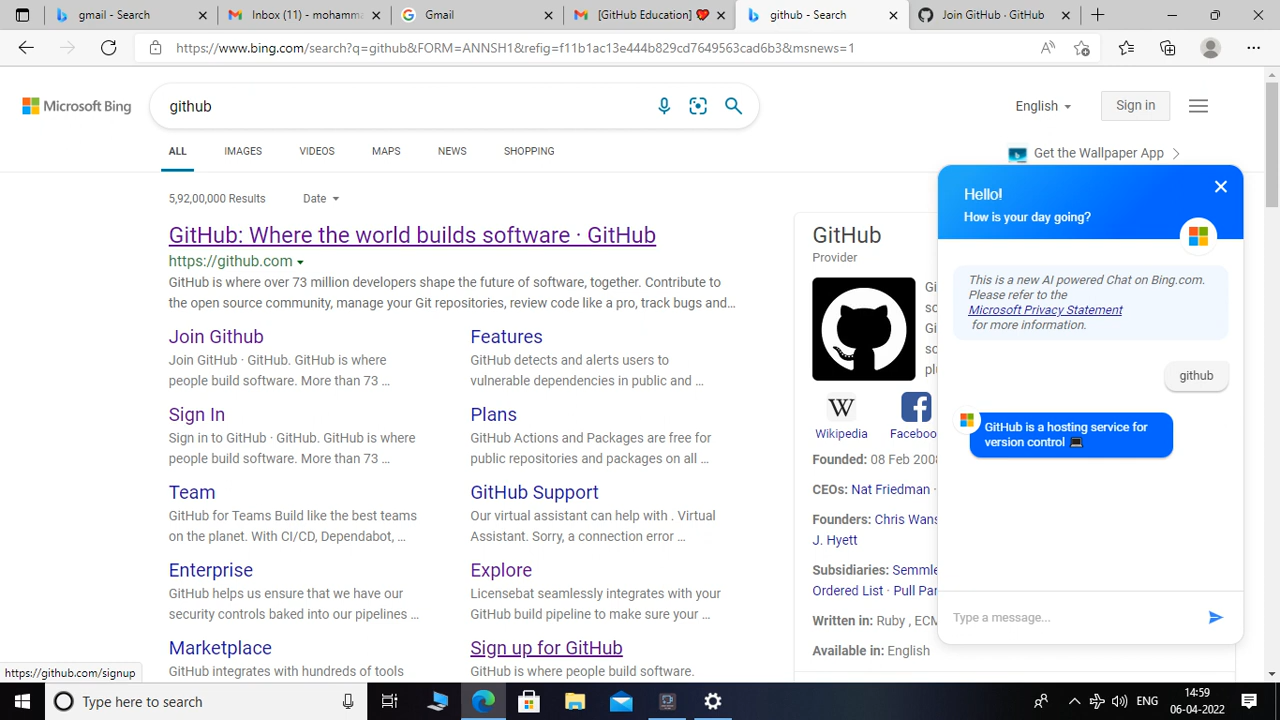 gmail - Search
Inbox (11) - mohamma
Gmail
[GitHub Education]
github - Search
Join GitHub · GitHub
https://www.bing.com/search?q=github&FORM=ANNSH1&refig=f11b1ac13e444b829cd7649563cad6b3&msnews=1
Microsoft Bing
github
English
Sign in
ALL
IMAGES
VIDEOS
MAPS
NEWS
SHOPPING
Get the Wallpaper App
5,92,00,000 Results
Date
GitHub: Where the world builds software · GitHub
https://github.com
GitHub is where over 73 million developers shape the future of software, together. Contribute to
the open source community, manage your Git repositories, review code like a pro, track bugs and...
Join Github
Join GitHub · GitHub. GitHub is where
people build software. More than 73 ...
Features
GitHub detects and alerts users to
vulnerable dependencies in public and ...
Sign In
Sign in to GitHub · GitHub. GitHub is where
people build software. More than 73 ...
Plans
GitHub Actions and Packages are free for
public repositories and packages on all ...
Team
GitHub for Teams Build like the best teams
on the planet. With CI/CD, Dependabot, ...
GitHub Support
Our virtual assistant can help with . Virtual
Assistant. Sorry, a connection error ...
Enterprise
GitHub helps us ensure that we have our
security controls baked into our pipelines ...
Explore
Licensebat seamlessly integrates with your
GitHub build pipeline to make sure your ...
Marketplace
GitHub integrates with hundreds of tools
Sign up for GitHub
GitHub is where people build software.
GitHub
Provider
Gi
so
Gi
so
pl
W
Wikipedia
Faceboo
Founded: 08 Feb 2008
CEOs: Nat Friedman ·
Founders: Chris Wans
J. Hyett
Subsidiaries: Semmle
Ordered List · Pull Pan
Written in: Ruby , ECM
Available in: English
Hello!
How is your day going?
This is a new AI powered Chat on Bing.com.
Please refer to the
Microsoft Privacy Statement
for more information.
github
GitHub is a hosting service for
version control
Type a message...
https://github.com/signup
Type here to search
ENG
14:59
06-04-2022